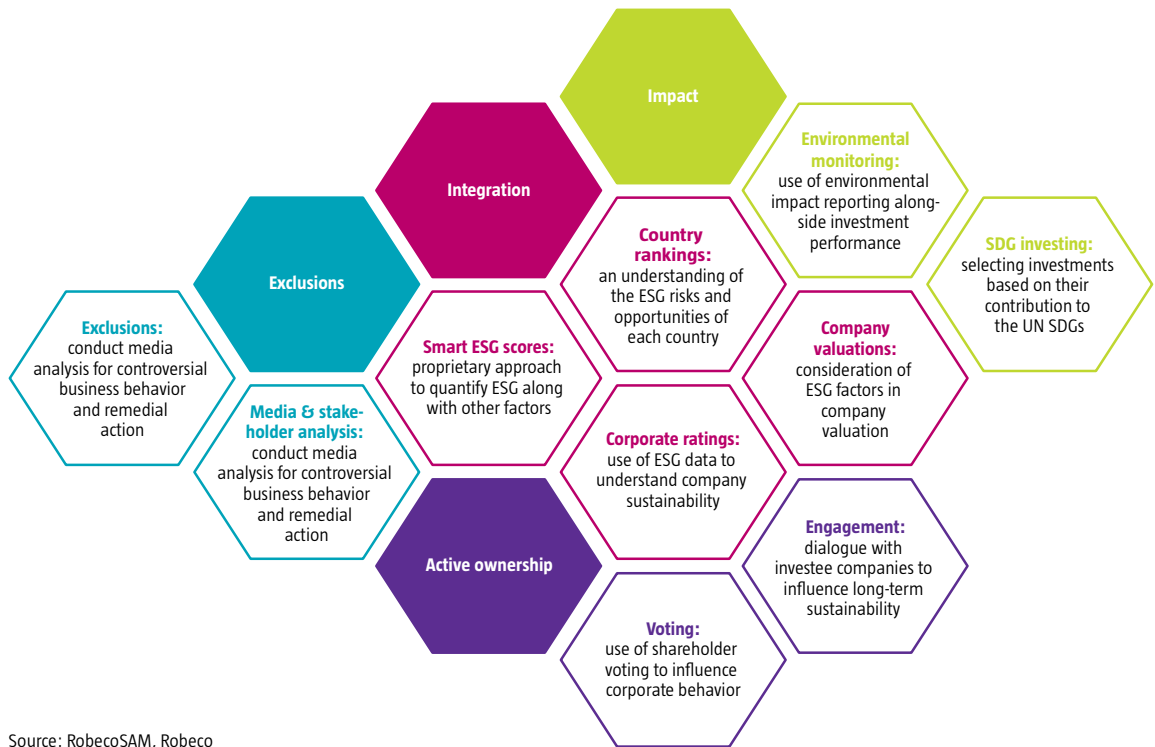 Impact
Integration
Environmental
monitoring:
use of environmental
impact reporting along-
side investment
performance
Exclusions
Country
rankings:
an understanding of
the ESG risks and
opportunities of
each country
SDG investing:
selecting investments
based on their
contribution to
the UN SDGs
Exclusions:
conduct media
analysis for controversial
business behavior
and remedial
action
Smart ESG scores:
proprietary approach
to quantify ESG along
with other factors
Company
valuations:
consideration of
ESG factors in
company
valuation
Media & stake-
holder analysis:
conduct media
analysis for controversial
business behavior
and remedial
action
Corporate ratings:
use of ESG data to
understand company
sustainability
Active ownership
Engagement:
dialogue with
investee companies to
influence long-term
sustainability
Voting:
use of shareholder
voting to influence
corporate behavior
Source: RobecoSAM, Robeco